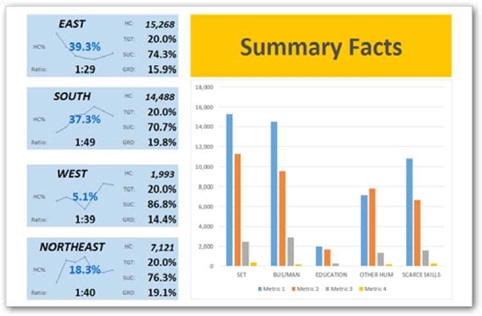 EAST
HC: 15,268
TGT: 20.0%
HC% 39.3%
SUC: 74.3%
Ratio: 1:29
GRD: 15.9%
SOUTH
HC: 14,488
TGT: 20.0%
HC% 37.3%
SUC: 70.7%
Ratio: 1:49
GRD: 19.8%
WEST
HC: 1,993
TGT: 20.0%
HC% 5.1%
SUC: 86.8%
Ratio: 1:39
GRD: 14.4%
NORTHEAST
HC: 7,121
TGT: 20.0%
HC% 18.3%
SUC: 76.3%
Ratio: 1:40
GRD: 19.1%
Summary Facts
18,000
16,000
14,000
12,000
10,000
8,000
6,000
4,000
2,000
0
SET BUS/MAN EDUCATION OTHER HUM SCARCE SKILLS
Metric 1 Metric 2 Metric 3 Metric 4